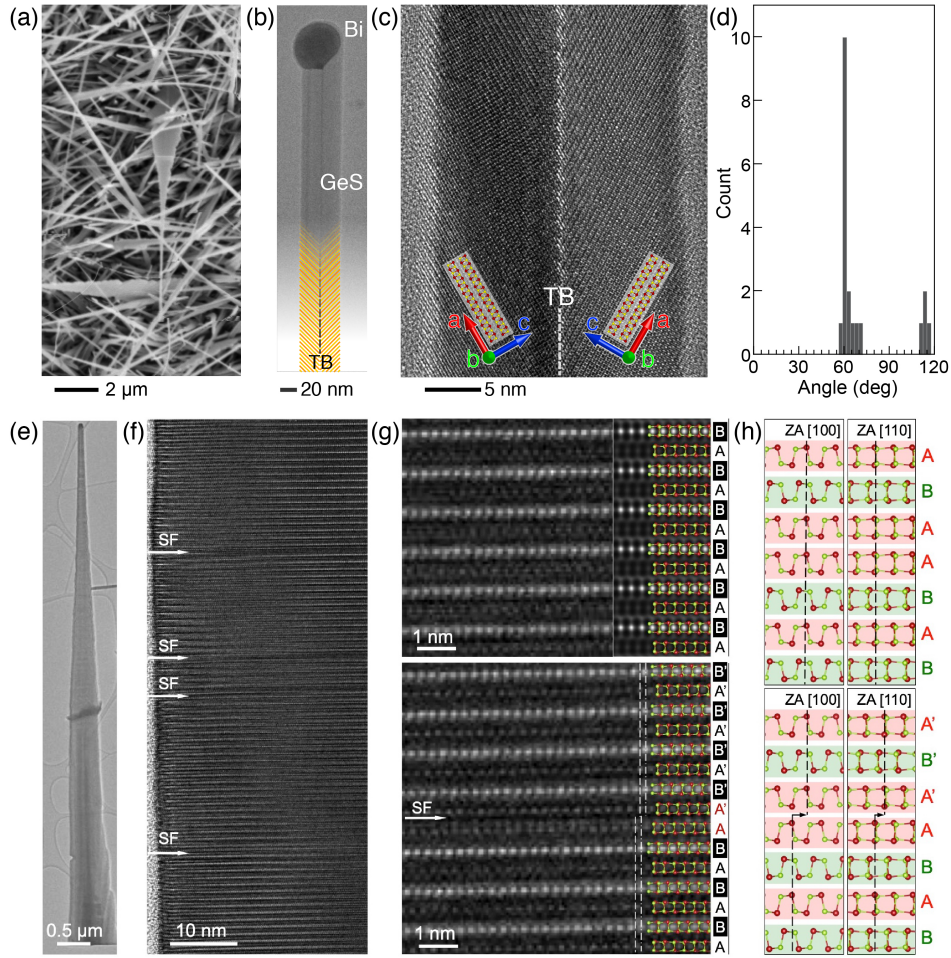 (a)
2 μm
(b)
Bi
GeS
TB
20 nm
(c)
TB
a
c
b
c
a
b
5 nm
(d)
Count
10
8
6
4
2
0
0
30
60
90
120
Angle (deg)
(e)
0.5 μm
(f)
SF
SF
SF
SF
10 nm
(g)
B
A
B
A
B
A
B
A
B
A
B
A
1 nm
B'
A'
B'
A'
B'
A'
B'
A'
SF
A
B
A
B
A
B
A
1 nm
(h)
ZA [100]
ZA [110]
A
B
A
A
B
A
B
ZA [100]
ZA [110]
A'
B'
A'
A
B
A
B